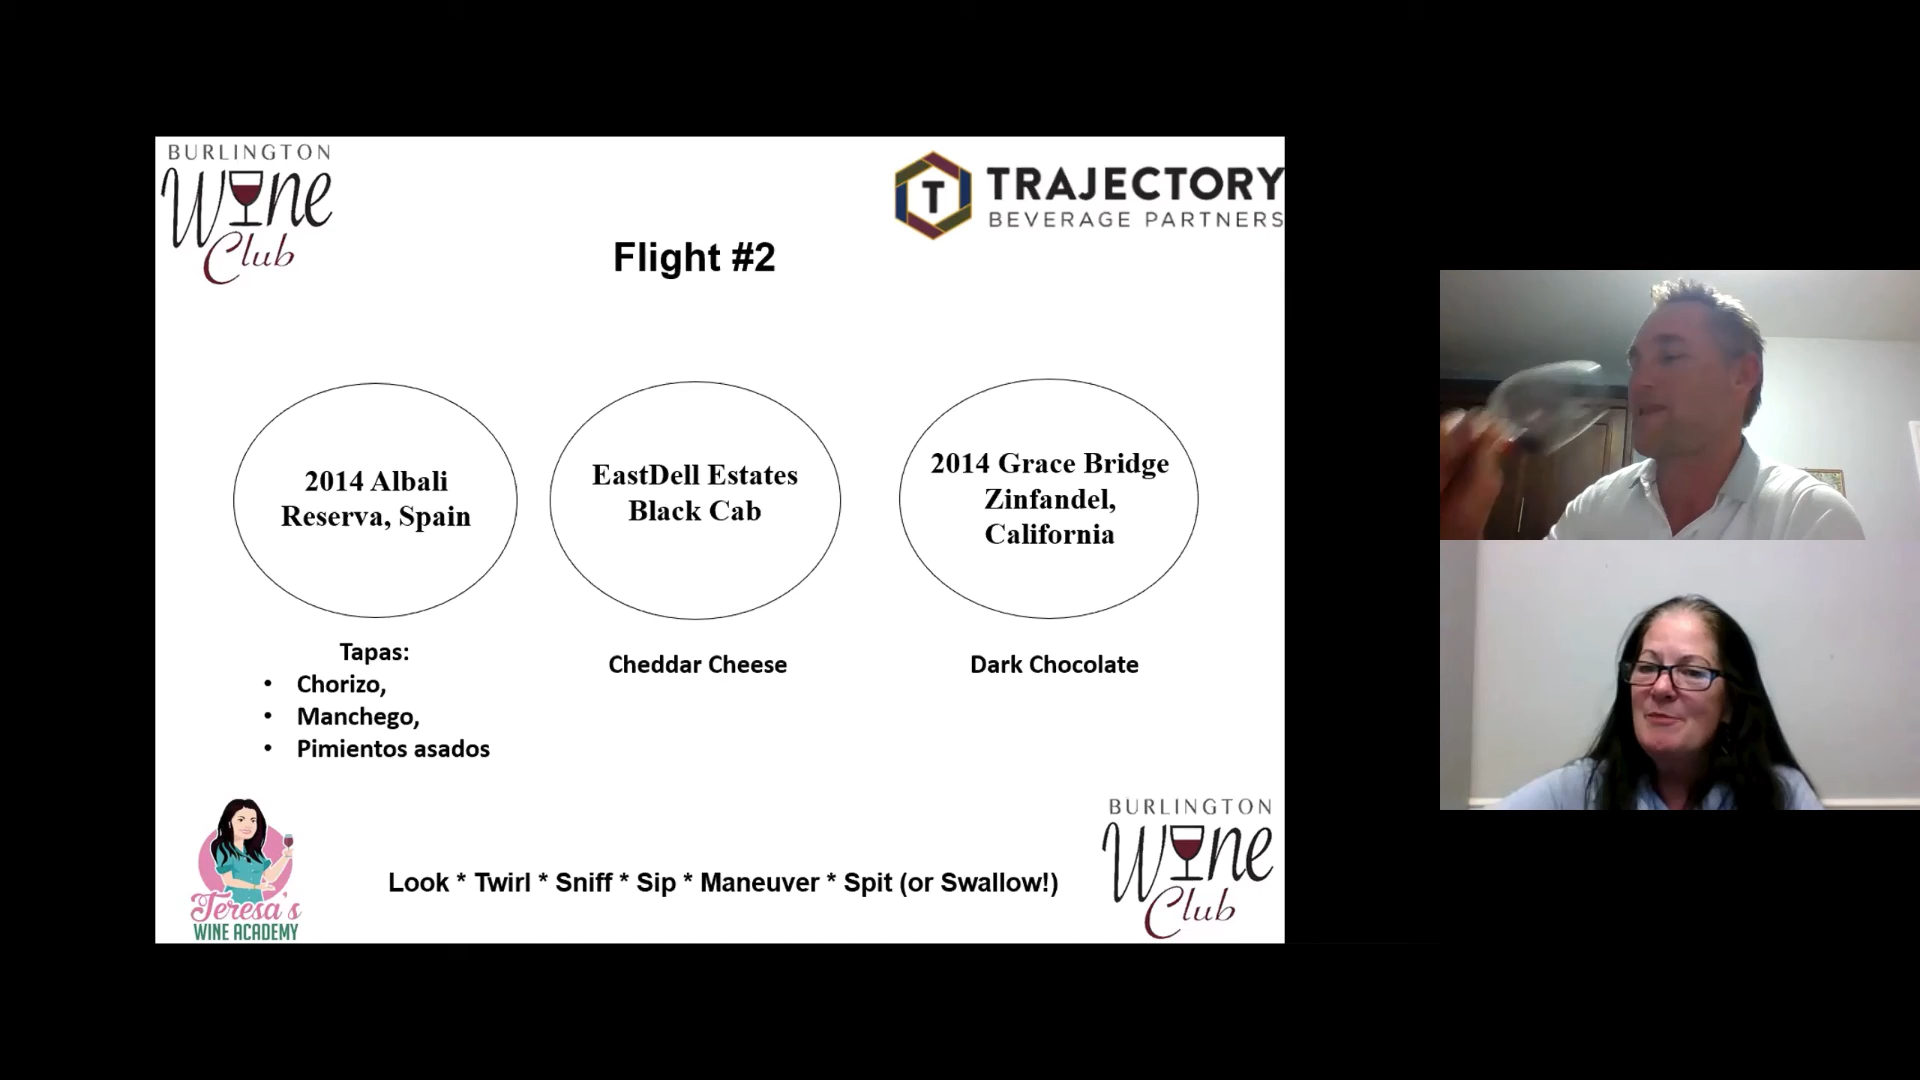 BURLINGTON
Wine
Club
T
TRAJECTORY
BEVERAGE PARTNERS
Flight #2
2014 Albali
Reserva, Spain
EastDell Estates
Black Cab
2014 Grace Bridge
Zinfandel,
California
Tapas:
• Chorizo,
• Manchego,
• Pimientos asados
Cheddar Cheese
Dark Chocolate
Teresa's
WINE ACADEMY
Look * Twirl * Sniff * Sip * Maneuver * Spit (or Swallow!)
BURLINGTON
Wine
Club